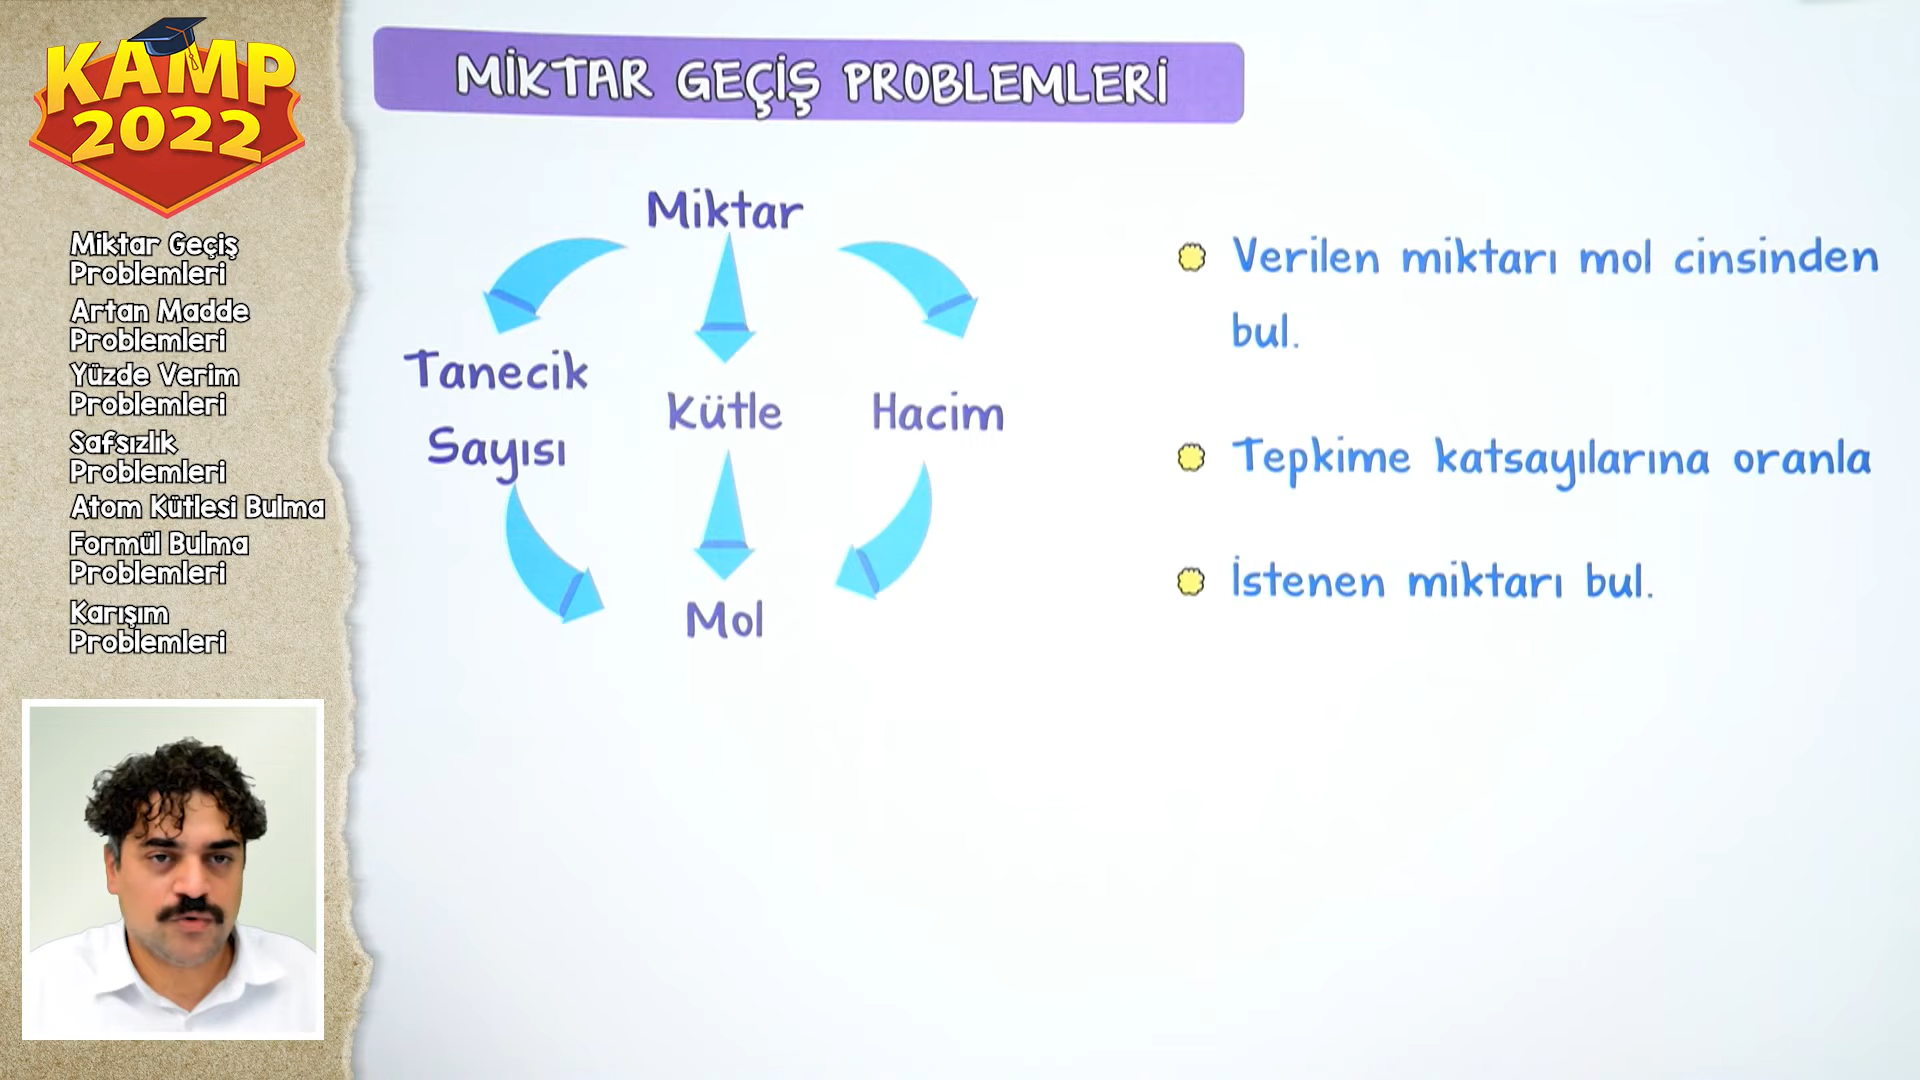 KAMP
2022
Miktar Geçiş
Problemleri
Artan Madde
Problemleri
Yüzde Verim
Problemleri
Safsızlık
Problemleri
Atom Kütlesi Bulma
Formül Bulma
Problemleri
Karışım
Problemleri
MİKTAR GEÇİŞ PROBLEMLERİ
Miktar
Tanecik
Sayısı
Kütle
Hacim
Mol
Verilen miktarı mol cinsinden
bul.
Tepkime katsayılarına oranla
İstenen miktarı bul.